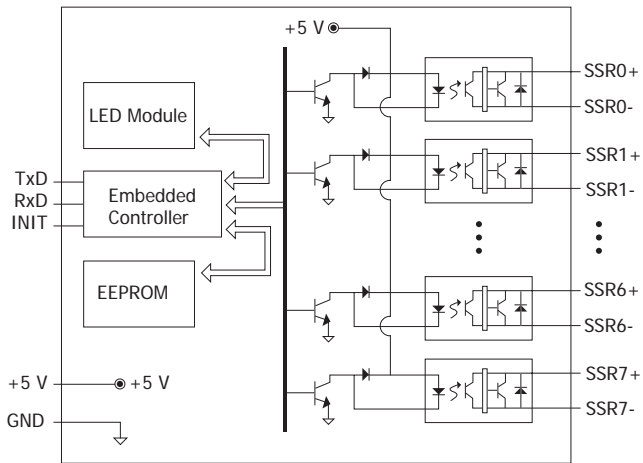 +5 V
SSR0+
LED Module
SSR0-
SSR1+
TxD
RxD
INIT
Embedded
Controller
SSR1-
EEPROM
SSR6+
SSR6-
+5 V
+5 V
SSR7+
GND
SSR7-